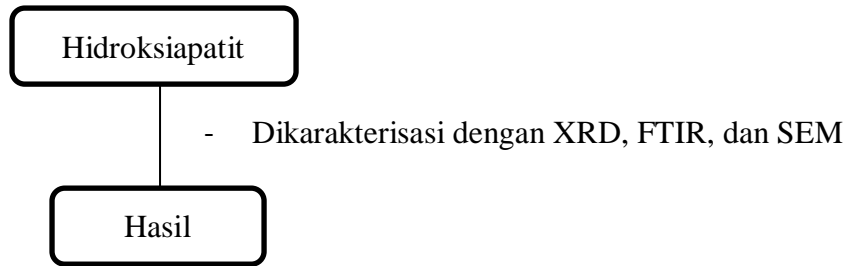 Hidroksiapatit
- Dikarakterisasi dengan XRD, FTIR, dan SEM
Hasil